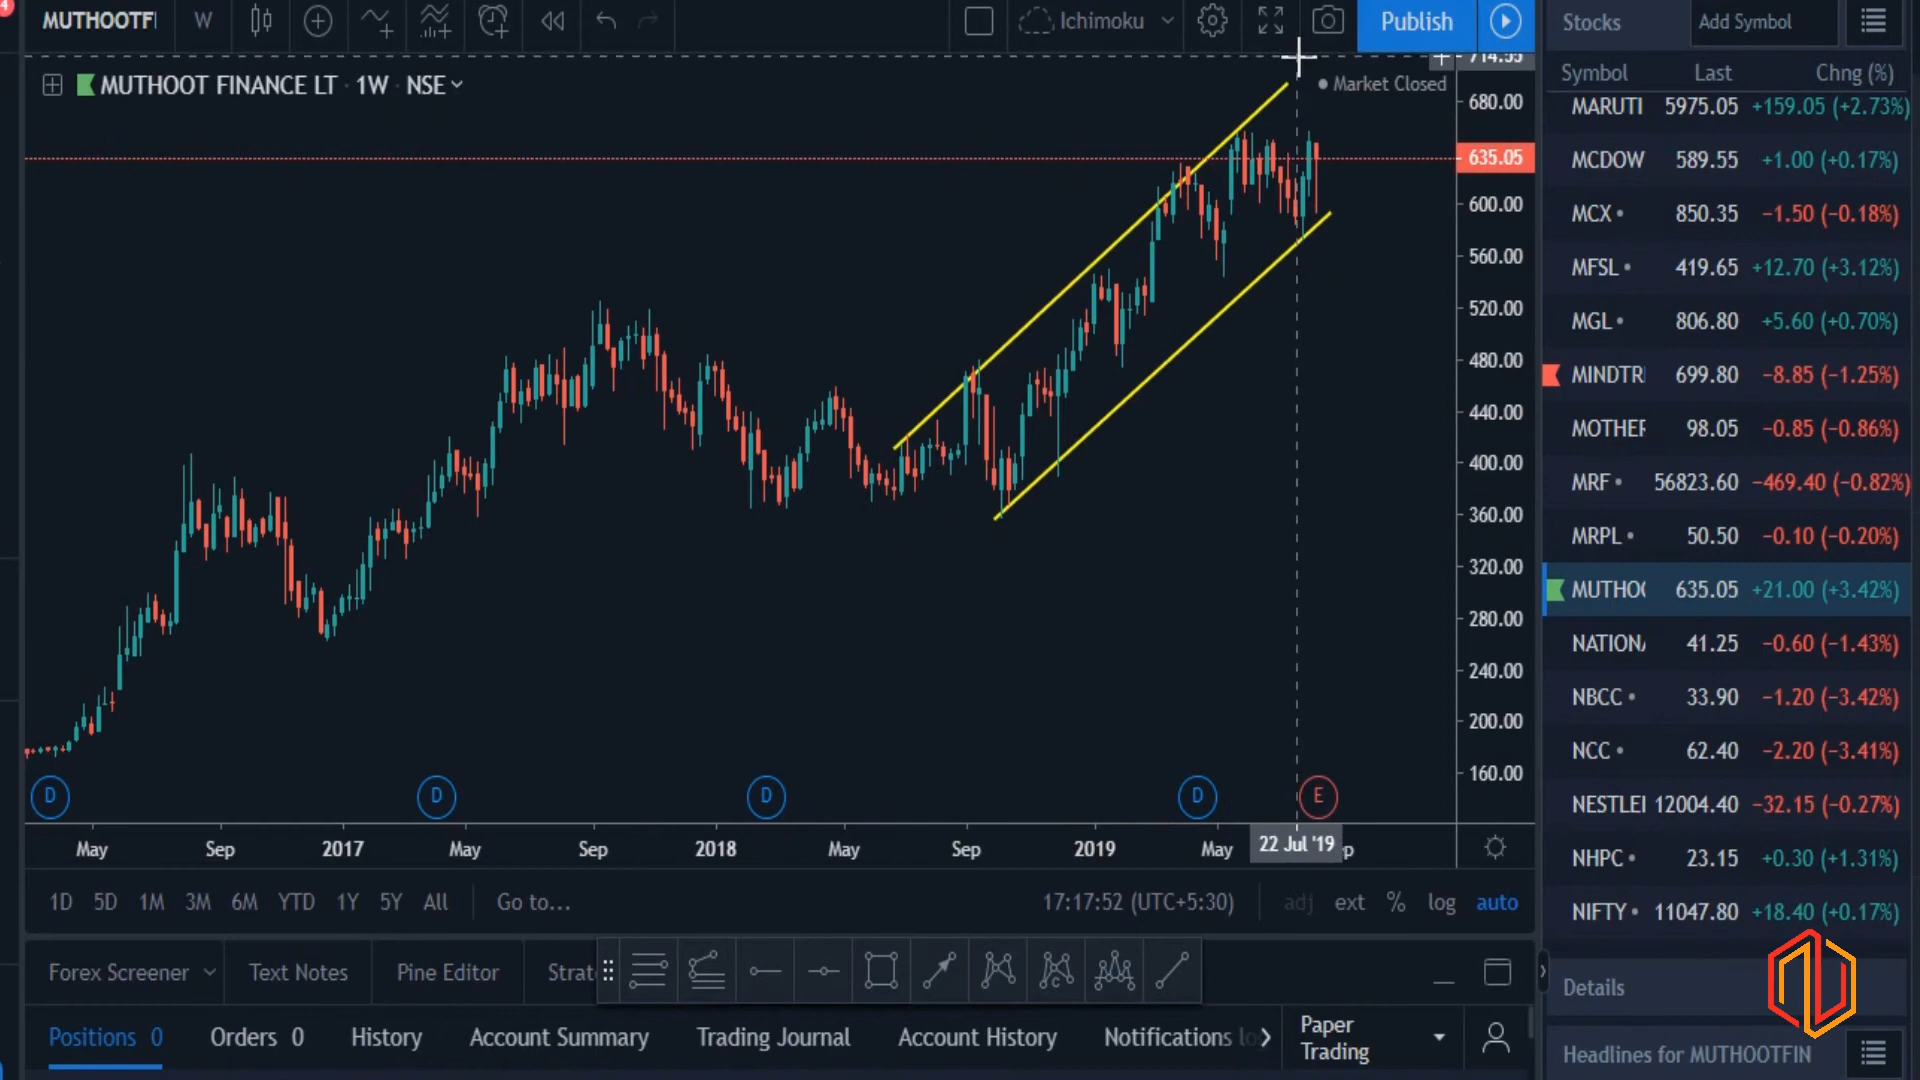 4
MUTHOOTFI
W
Ichimoku
Publish
MUTHOOT FINANCE LT · 1W · NSE
Market Closed
714.55
680.00
635.05
600.00
560.00
520.00
480.00
440.00
400.00
360.00
320.00
280.00
240.00
200.00
160.00
D D D D E
May Sep 2017 May Sep 2018 May Sep 2019 May 22 Jul '19
1D 5D 1M 3M 6M YTD 1Y 5Y All Go to... 17:17:52 (UTC+5:30) adj ext % log auto
Forex Screener Text Notes Pine Editor Strat
Positions 0 Orders 0 History Account Summary Trading Journal Account History Notifications lo
Paper
Trading
Stocks Add Symbol
Symbol Last Chng (%)
MARUTI 5975.05 +159.05 (+2.73%)
MCDOW 589.55 +1.00 (+0.17%)
MCX 850.35 −1.50 (−0.18%)
MFSL 419.65 +12.70 (+3.12%)
MGL 806.80 +5.60 (+0.70%)
MINDTRI 699.80 −8.85 (−1.25%)
MOTHER 98.05 −0.85 (−0.86%)
MRF 56823.60 −469.40 (−0.82%)
MRPL 50.50 −0.10 (−0.20%)
MUTHOO 635.05 +21.00 (+3.42%)
NATIONA 41.25 −0.60 (−1.43%)
NBCC 33.90 −1.20 (−3.42%)
NCC 62.40 −2.20 (−3.41%)
NESTLEI 12004.40 −32.15 (−0.27%)
NHPC 23.15 +0.30 (+1.31%)
NIFTY 11047.80 +18.40 (+0.17%)
Details
Headlines for MUTHOOTFIN